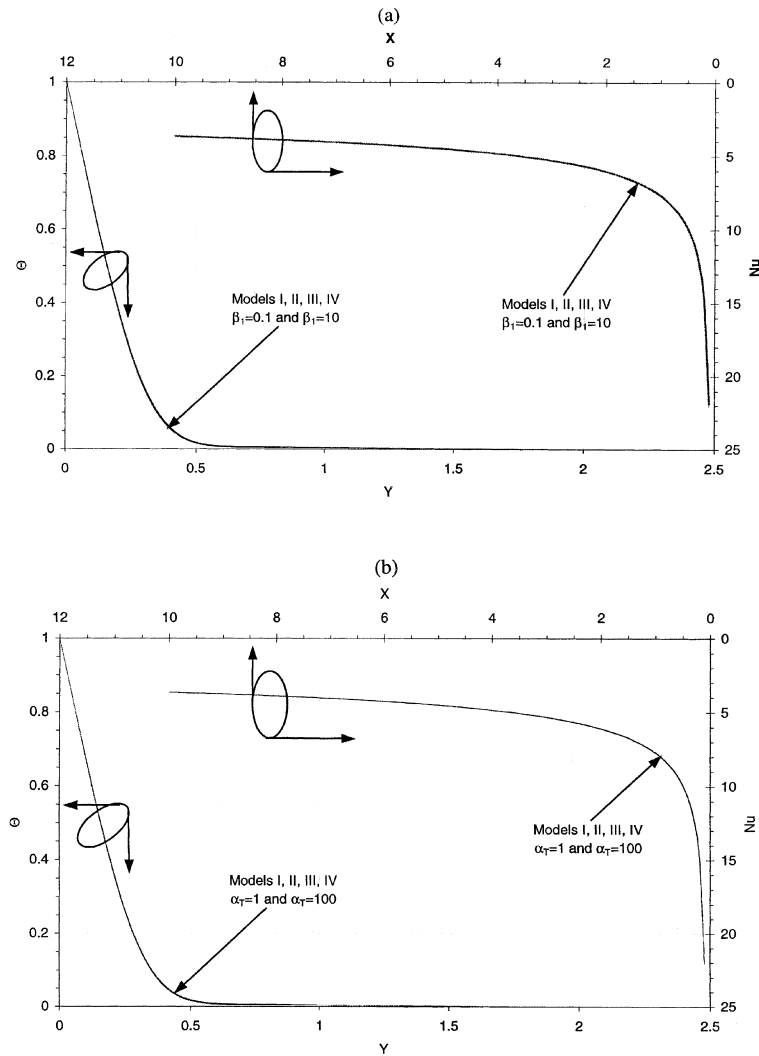 (a)
X
12 10 8 6 4 2 0
1 0
0.8 5
0.6 10
Θ Nu
0.4 15
0.2 20
0 25
Models I, II, III, IV
β₁=0.1 and β₁=10
Models I, II, III, IV
β₁=0.1 and β₁=10
0 0.5 1 1.5 2 2.5
Y
(b)
X
12 10 8 6 4 2 0
1 0
0.8 5
0.6 10
Θ Nu
0.4 15
0.2 20
0 25
Models I, II, III, IV
α_T=1 and α_T=100
Models I, II, III, IV
α_T=1 and α_T=100
0 0.5 1 1.5 2 2.5
Y